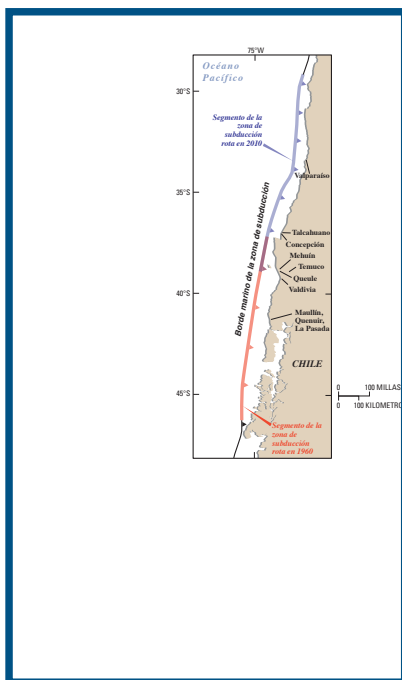 75°W
Océano
Pacífico
30°S
Segmento de la
zona de
subducción
rota en 2010
Valparaíso
35°S
Borde marino de la zona de subducción
Talcahuano
Concepción
Mehuín
Temuco
Queule
Valdivia
40°S
Maullín,
Quenuir,
La Pasada
CHILE
0 100 MILLAS
0 100 KILOMETRO
45°S
Segmento de la
zona de
subducción
rota en 1960